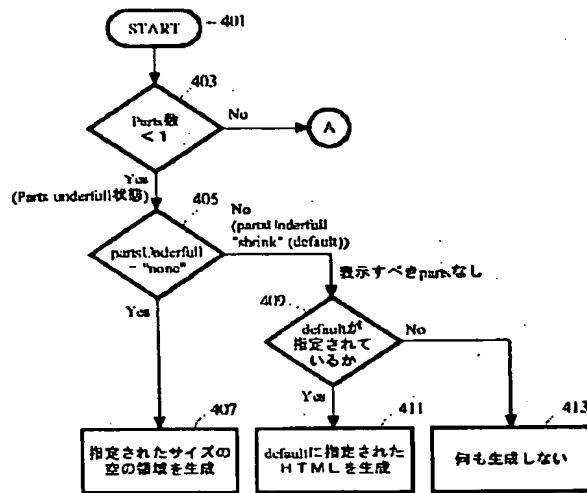 START
401
403
Parts数
< 1
No
A
Yes
(Parts underfull状態)
405
No
(partsUnderfull
"shrink" (default))
partsUnderfull
= "none"
表示すべきpartsなし
Yes
409
defaultが
指定されて
いるか
No
Yes
407
411
413
指定されたサイズの
空の領域を生成
defaultに指定された
HTMLを生成
何も生成しない